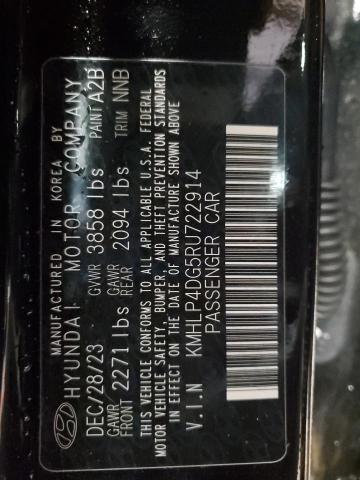 MANUFACTURED IN KOREA BY
HYUNDAI MOTOR COMPANY
DEC/28/23 GVWR 3858 lbs PAINT A2B
GAWR FRONT 2271lbs GAWR REAR 2094 lbs TRIM NNB
THIS VEHICLE CONFORMS TO ALL APPLICABLE U.S.A. FEDERAL
MOTOR VEHICLE SAFETY, BUMPER, AND THEFT PREVENTION STANDARDS
IN EFFECT ON THE DATE OF MANUFACTURE SHOWN ABOVE
V.I.N KMHLP4DG5RU722914
PASSENGER CAR